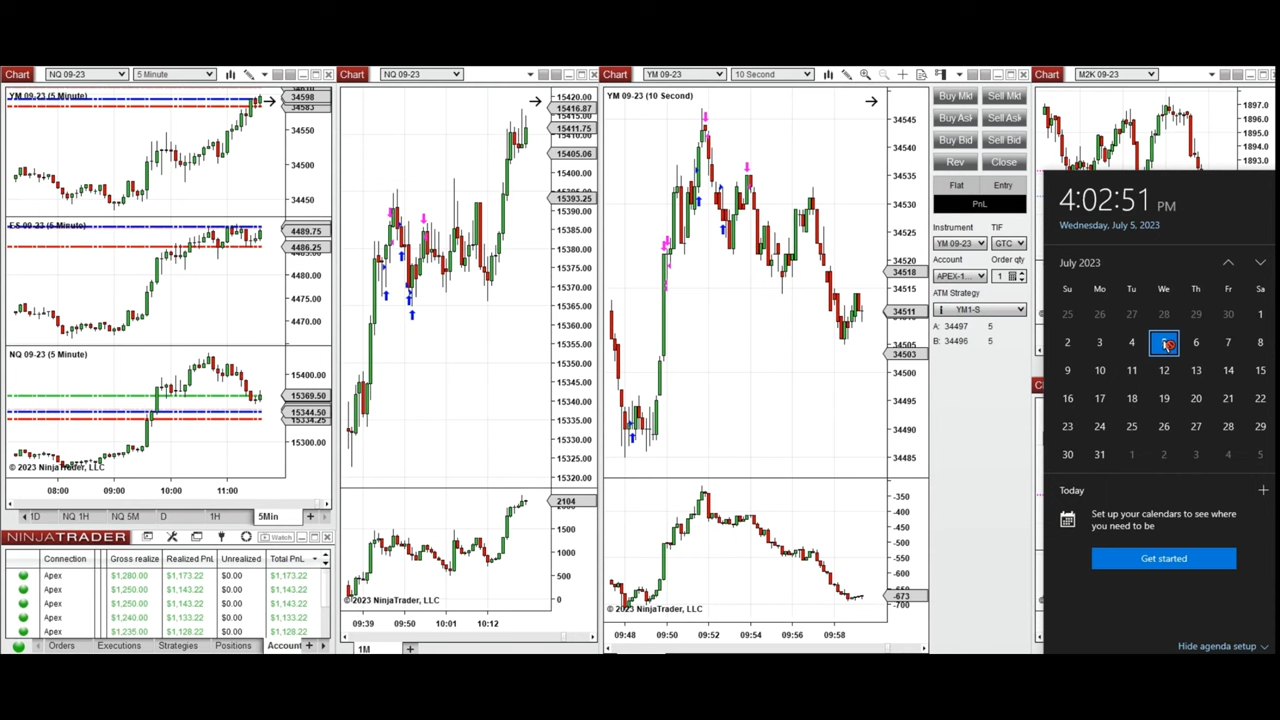 Chart
NQ 09-23
5 Minute
YM 09-23 (5 Minute)
34598
34583
34550
34500
34450
ES 09-23 (5 Minute)
4489.75
4486.25
4480.00
4475.00
4470.00
NQ 09-23 (5 Minute)
15400.00
15369.50
15344.50
15334.25
15300.00
© 2023 NinjaTrader, LLC
08:00 09:00 10:00 11:00
1D NQ 1H NQ 5M D 1H 5Min +
NINJATRADER
Watch
Connection Gross realize Realized PnL Unrealized Total PnL
Apex $1,280.00 $1,173.22 $0.00 $1,173.22
Apex $1,250.00 $1,143.22 $0.00 $1,143.22
Apex $1,250.00 $1,143.22 $0.00 $1,143.22
Apex $1,240.00 $1,133.22 $0.00 $1,133.22
Apex $1,235.00 $1,128.22 $0.00 $1,128.22
Orders Executions Strategies Positions Account +
Chart
NQ 09-23
15420.00
15416.87
15415.00
15411.75
15410.00
15405.06
15393.25
15390.00
15385.00
15380.00
15375.00
15370.00
15365.00
15360.00
15355.00
15350.00
15345.00
15340.00
15335.00
15330.00
15325.00
15320.00
2104
1500
1000
500
0
© 2023 NinjaTrader, LLC
09:39 09:50 10:01 10:12
1M +
Chart
YM 09-23
10 Second
YM 09-23 (10 Second)
34545
34540
34535
34530
34525
34520
34518
34511
34505
34503
34500
34495
34490
34485
-350
-400
-450
-500
-550
-600
-673
-700
© 2023 NinjaTrader, LLC
09:48 09:50 09:52 09:54 09:56 09:58
Buy Mkt Sell Mkt
Buy Ask Sell Ask
Buy Bid Sell Bid
Rev Close
Flat Entry
PnL
Instrument TIF
YM 09-23 GTC
Account Order qty
APEX-1... 1
ATM Strategy
YM1-S
A: 34497 5
B: 34496 5
Chart
M2K 09-23
1897.0
1896.0
1895.0
1894.0
1893.0
4:02:51 PM
Wednesday, July 5, 2023
July 2023
Su Mo Tu We Th Fr Sa
25 26 27 28 29 30 1
2 3 4 5 6 7 8
9 10 11 12 13 14 15
16 17 18 19 20 21 22
23 24 25 26 27 28 29
30 31 1 2 3 4 5
Today
Set up your calendars to see where
you need to be
Get started
Hide agenda setup